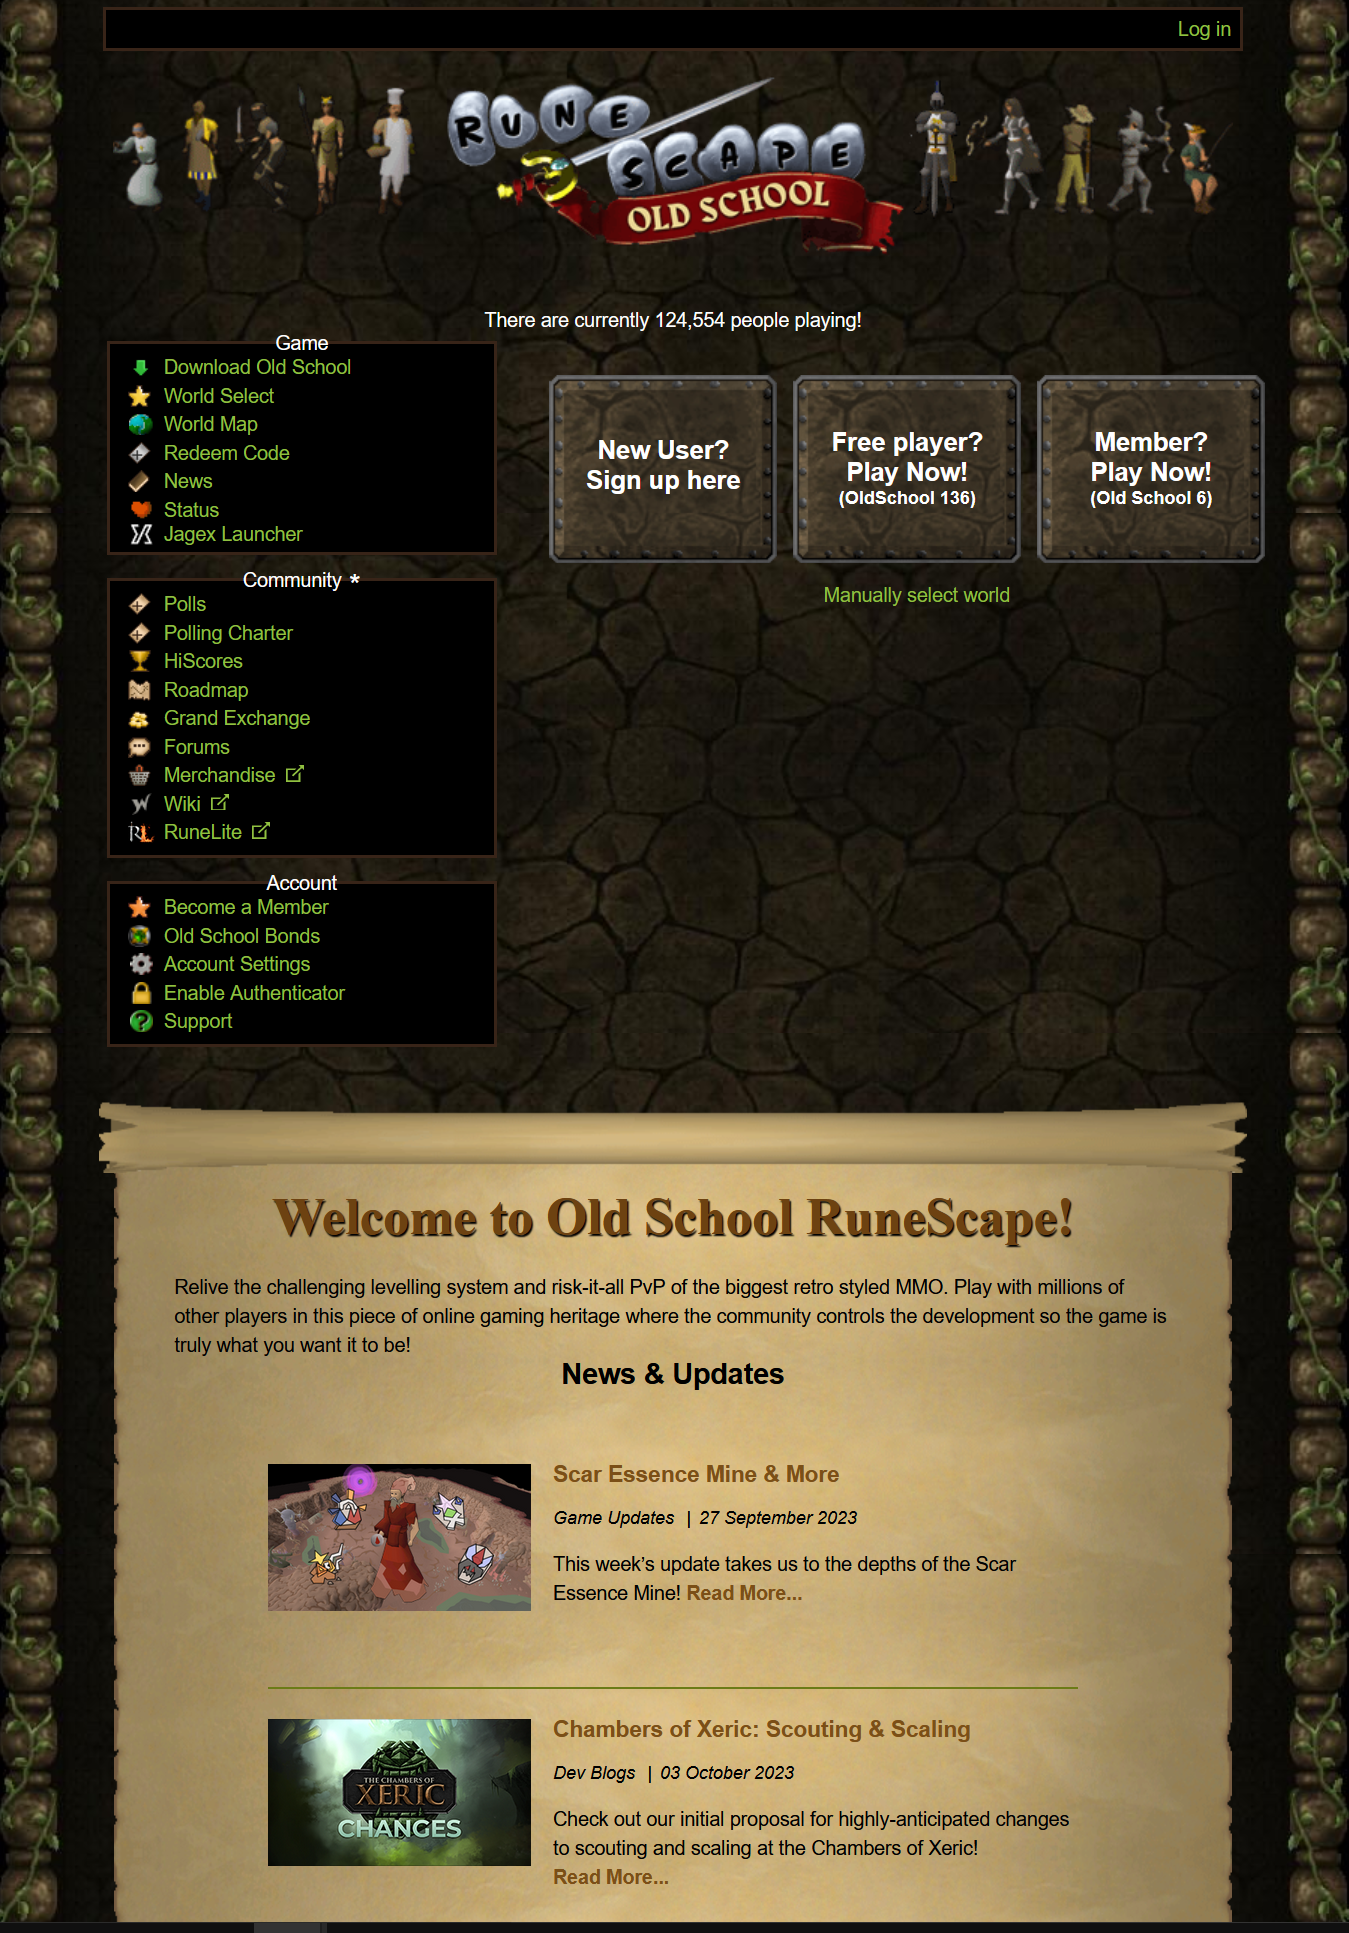 Log in
RUNE
SCAPE
OLD SCHOOL
There are currently 124,554 people playing!
Game
Download Old School
World Select
World Map
Redeem Code
News
Status
Jagex Launcher
New User?
Sign up here
Free player?
Play Now!
(OldSchool 136)
Member?
Play Now!
(Old School 6)
Manually select world
Community *
Polls
Polling Charter
HiScores
Roadmap
Grand Exchange
Forums
Merchandise
Wiki
RuneLite
Account
Become a Member
Old School Bonds
Account Settings
Enable Authenticator
Support
Welcome to Old School RuneScape!
Relive the challenging levelling system and risk-it-all PvP of the biggest retro styled MMO. Play with millions of
other players in this piece of online gaming heritage where the community controls the development so the game is
truly what you want it to be!
News & Updates
Scar Essence Mine & More
Game Updates | 27 September 2023
This week’s update takes us to the depths of the Scar
Essence Mine! Read More...
THE CHAMBERS OF
XERIC
CHANGES
Chambers of Xeric: Scouting & Scaling
Dev Blogs | 03 October 2023
Check out our initial proposal for highly-anticipated changes
to scouting and scaling at the Chambers of Xeric!
Read More...